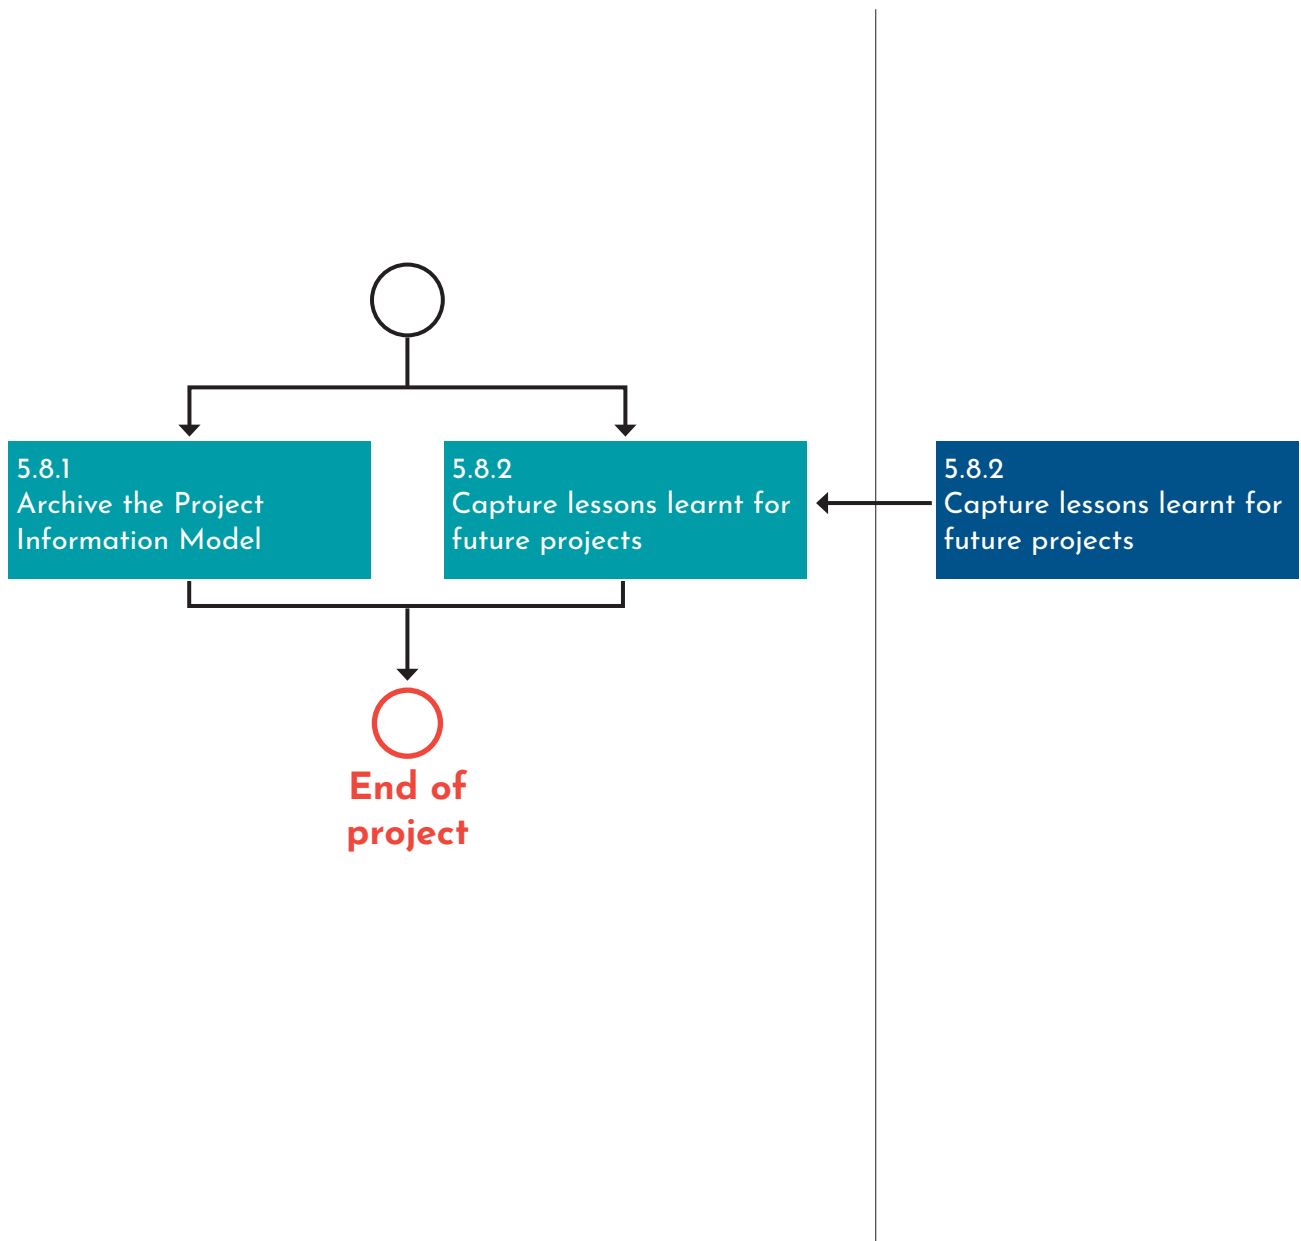 5.8.1
Archive the Project
Information Model
5.8.2
Capture lessons learnt for
future projects
5.8.2
Capture lessons learnt for
future projects
End of
project